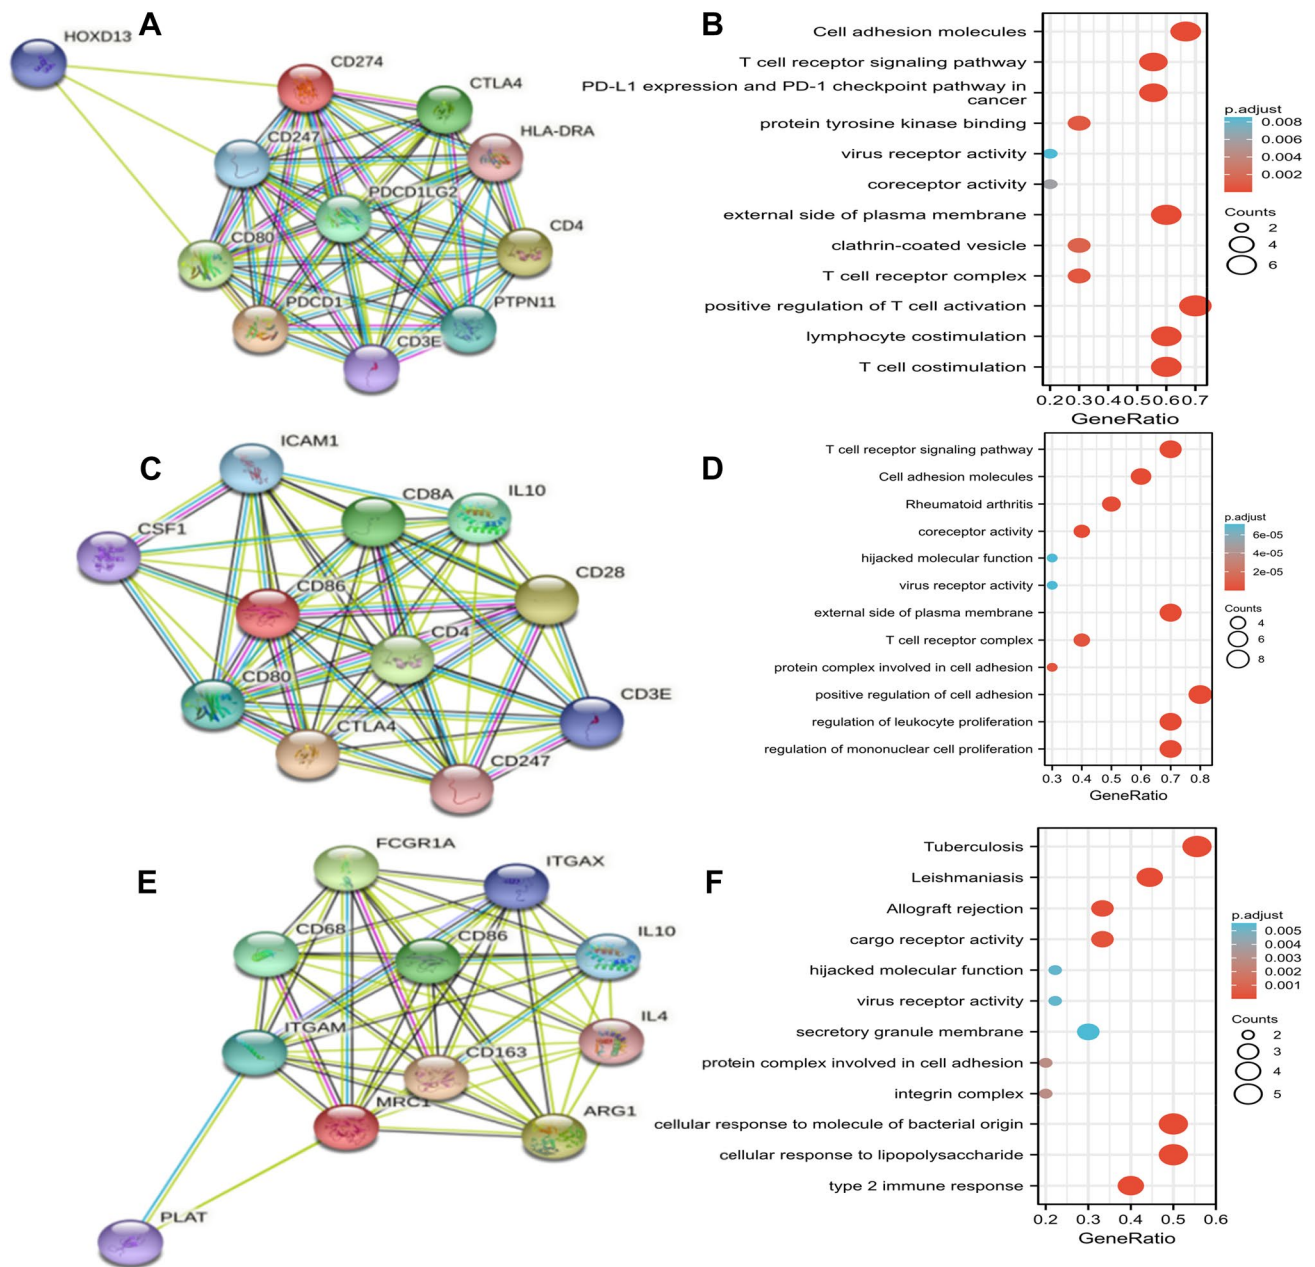 A
HOXD13
CD274
CTLA4
CD247
HLA-DRA
PDCD1LG2
CD80
CD4
PDCD1
PTPN11
CD3E
B
Cell adhesion molecules
T cell receptor signaling pathway
PD-L1 expression and PD-1 checkpoint pathway in
cancer
protein tyrosine kinase binding
virus receptor activity
coreceptor activity
external side of plasma membrane
clathrin-coated vesicle
T cell receptor complex
positive regulation of T cell activation
lymphocyte costimulation
T cell costimulation
0.2 0.3 0.4 0.5 0.6 0.7
GeneRatio
p.adjust
0.008
0.006
0.004
0.002
Counts
2
4
6
C
ICAM1
CD8A
IL10
CSF1
CD86
CD28
CD4
CD80
CD3E
CTLA4
CD247
D
T cell receptor signaling pathway
Cell adhesion molecules
Rheumatoid arthritis
coreceptor activity
hijacked molecular function
virus receptor activity
external side of plasma membrane
T cell receptor complex
protein complex involved in cell adhesion
positive regulation of cell adhesion
regulation of leukocyte proliferation
regulation of mononuclear cell proliferation
0.3 0.4 0.5 0.6 0.7 0.8
GeneRatio
p.adjust
6e-05
4e-05
2e-05
Counts
4
6
8
E
FCGR1A
ITGAX
CD68
CD86
IL10
ITGAM
IL4
CD163
MRC1
ARG1
PLAT
F
Tuberculosis
Leishmaniasis
Allograft rejection
cargo receptor activity
hijacked molecular function
virus receptor activity
secretory granule membrane
protein complex involved in cell adhesion
integrin complex
cellular response to molecule of bacterial origin
cellular response to lipopolysaccharide
type 2 immune response
0.2 0.3 0.4 0.5 0.6
GeneRatio
p.adjust
0.005
0.004
0.003
0.002
0.001
Counts
2
3
4
5